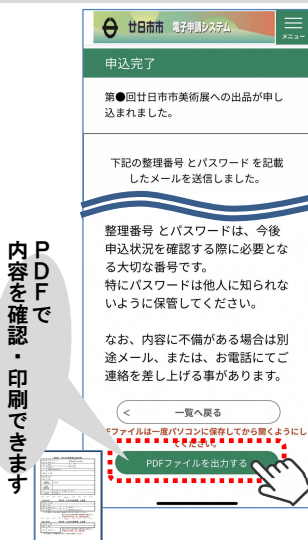 廿日市市 電子申請システム
メニュー
申込完了
第●回廿日市市美術展への出品が申し
込まれました。
下記の整理番号 とパスワード を記載
したメールを送信しました。
整理番号 とパスワードは、今後
申込状況を確認する際に必要とな
る大切な番号です。
特にパスワードは他人に知られな
いように保管してください。
なお、内容に不備がある場合は別
途メール、または、お電話にてご
連絡を差し上げる事があります。
< 一覧へ戻る
Fファイルは一度パソコンに保存してから開くようにし
てください。
PDFファイルを出力する
PDFで
内容を確認・印刷できます